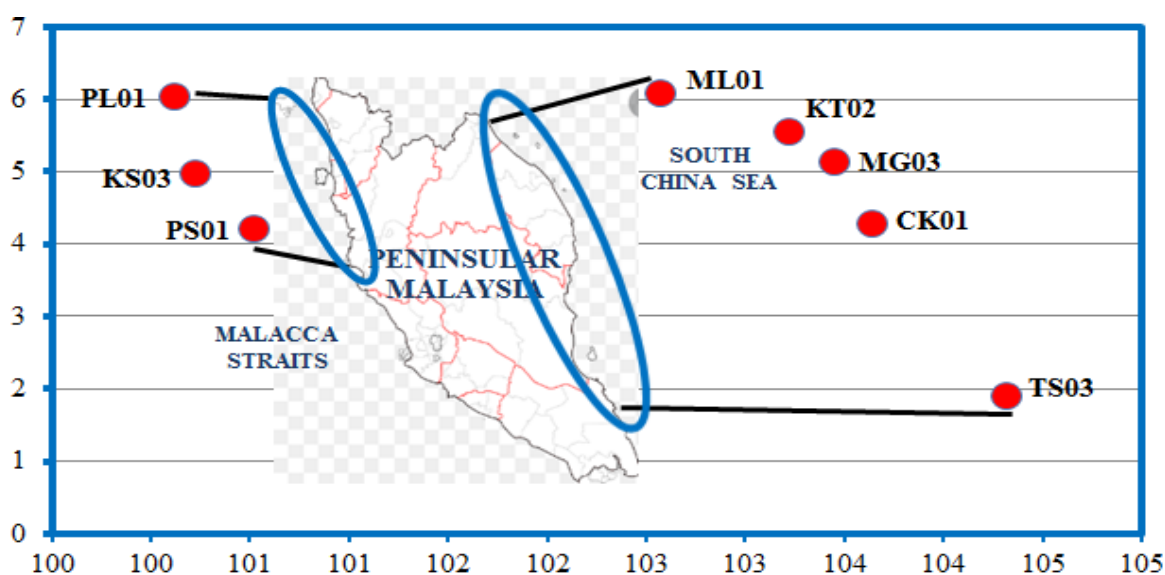 7
6
5
4
3
2
1
0
PL01
KS03
PS01
ML01
KT02
MG03
CK01
TS03
SOUTH
CHINA SEA
PENINSULAR
MALAYSIA
MALACCA
STRAITS
100 100 101 101 102 102 103 103 104 104 105 105